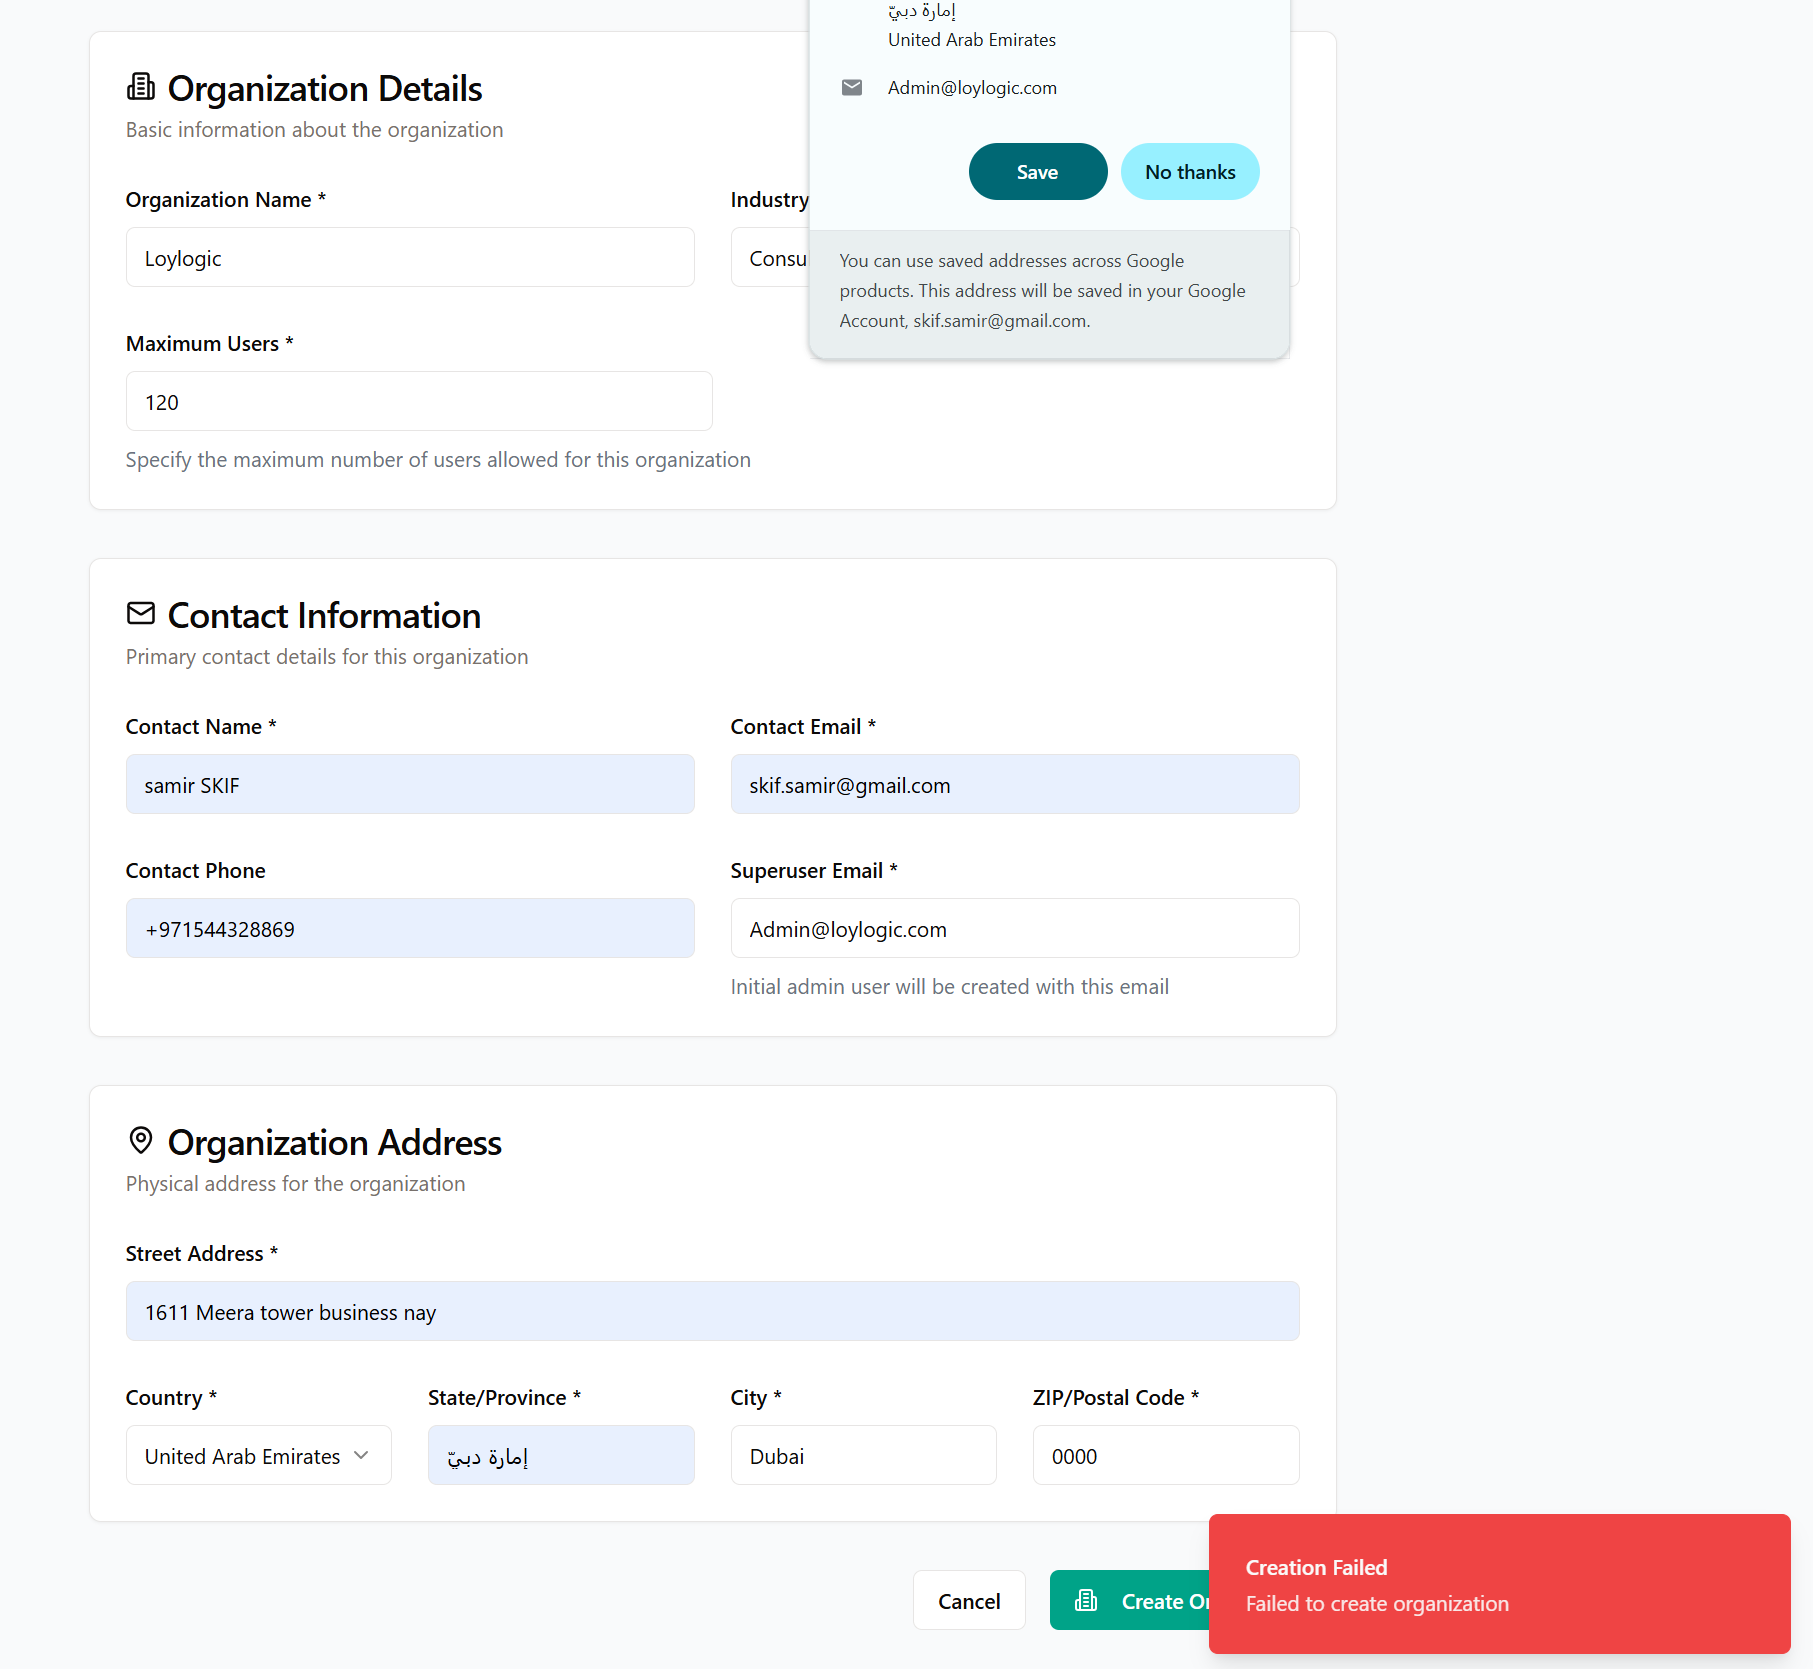 إمارة دبيّ
United Arab Emirates
Admin@loylogic.com
Save
No thanks
You can use saved addresses across Google
products. This address will be saved in your Google
Account, skif.samir@gmail.com.
Organization Details
Basic information about the organization
Organization Name *
Industry
Loylogic
Consu
Maximum Users *
120
Specify the maximum number of users allowed for this organization
Contact Information
Primary contact details for this organization
Contact Name *
Contact Email *
samir SKIF
skif.samir@gmail.com
Contact Phone
Superuser Email *
+971544328869
Admin@loylogic.com
Initial admin user will be created with this email
Organization Address
Physical address for the organization
Street Address *
1611 Meera tower business nay
Country *
State/Province *
City *
ZIP/Postal Code *
United Arab Emirates
إمارة دبيّ
Dubai
0000
Cancel
Create Or
Creation Failed
Failed to create organization